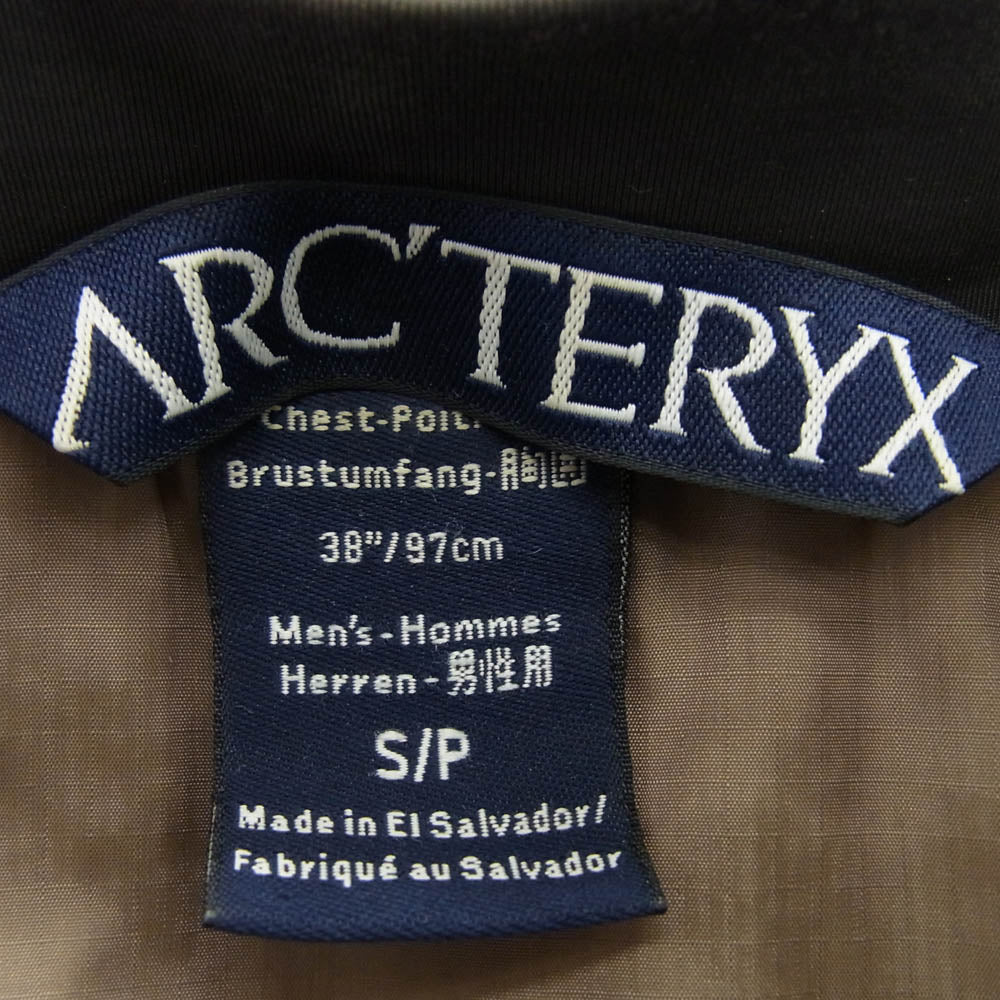 ARC'TERYX
Chest-Poit
Brustumfang-胸囲
38"/97cm
Men's-Hommes
Herren-男性用
S/P
Made in El Salvador/
Fabriqué au Salvador